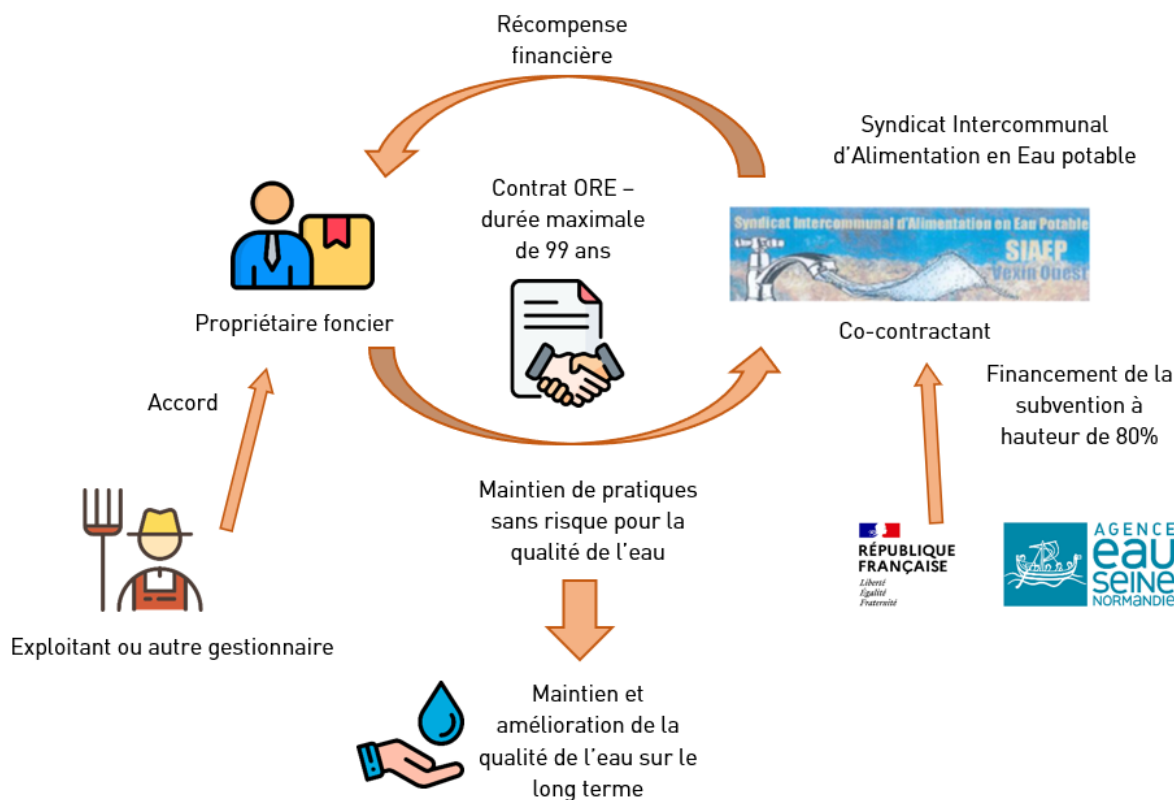 Récompense
financière
Syndicat Intercommunal
d'Alimentation en Eau potable
Contrat ORE –
durée maximale
de 99 ans
Syndicat Intercommunal d'Alimentation en Eau Potable
SIAEP
Vexin Ouest
Propriétaire foncier
Co-contractant
Accord
Financement de la
subvention à
hauteur de 80%
Maintien de pratiques
sans risque pour la
qualité de l'eau
RÉPUBLIQUE
FRANÇAISE
Liberté
Égalité
Fraternité
AGENCE
eau
SEINE
NORMANDIE
Exploitant ou autre gestionnaire
Maintien et
amélioration de la
qualité de l'eau sur le
long terme